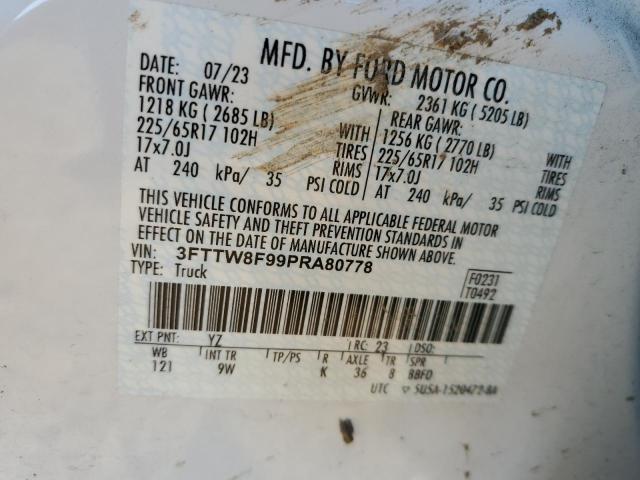 MFD. BY FORD MOTOR CO.
DATE: 07/23
GVWR: 2361 KG ( 5205 LB)
FRONT GAWR:
1218 KG ( 2685 LB)
225/65R17 102H
17x7.0J
AT 240 kPa/ 35 PSI COLD
WITH
TIRES
RIMS
REAR GAWR:
1256 KG ( 2770 LB)
225/65R17 102H
17x7.0J
AT 240 kPa/ 35 PSI COLD
WITH
TIRES
RIMS
THIS VEHICLE CONFORMS TO ALL APPLICABLE FEDERAL MOTOR
VEHICLE SAFETY AND THEFT PREVENTION STANDARDS IN
EFFECT ON THE DATE OF MANUFACTURE SHOWN ABOVE.
VIN: 3FTTW8F99PRA80778
TYPE: Truck
F0231
T0492
EXT PNT: YZ RC: 23 DSO:
WB INT TR TP/PS R AXLE TR SPR
121 9W K 36 8 BBFD
UTC 5USA-1520472-BA